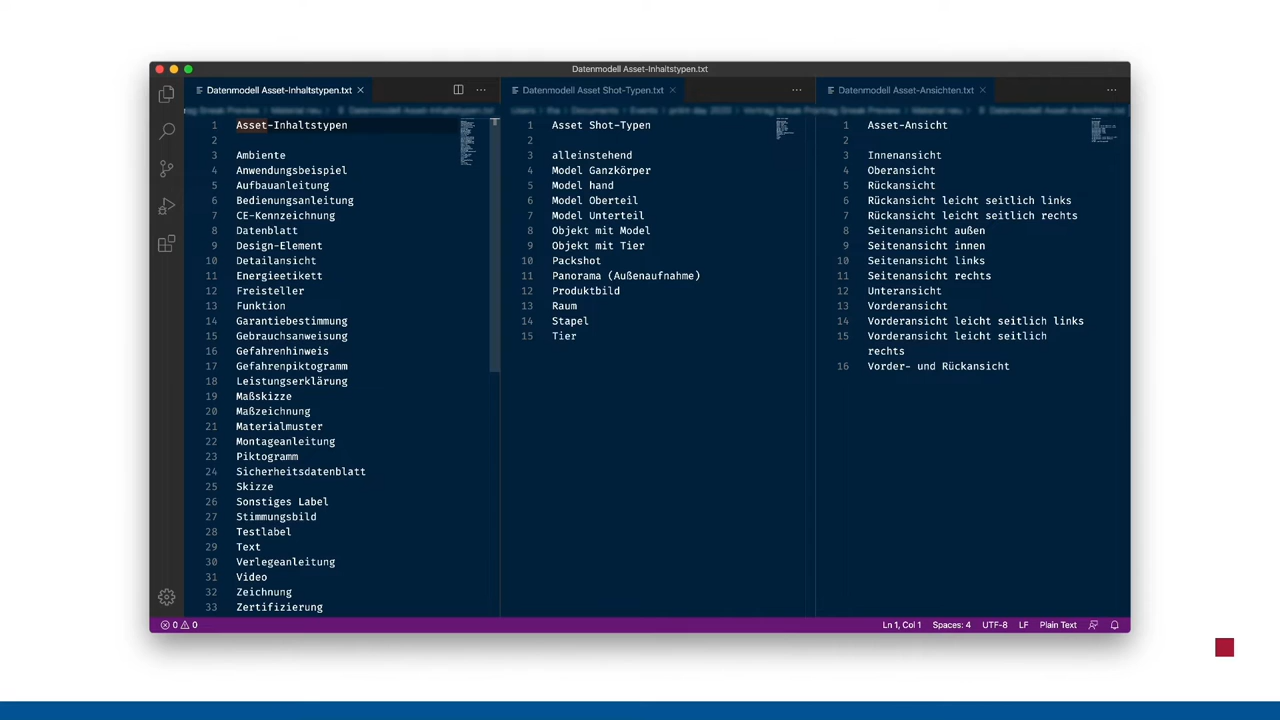 Datenmodell Asset-Inhaltstypen.txt
Datenmodell Asset-Inhaltstypen.txt
1 Asset-Inhaltstypen
2
3 Ambiente
4 Anwendungsbeispiel
5 Aufbauanleitung
6 Bedienungsanleitung
7 CE-Kennzeichnung
8 Datenblatt
9 Design-Element
10 Detailansicht
11 Energieetikett
12 Freisteller
13 Funktion
14 Garantiebestimmung
15 Gebrauchsanweisung
16 Gefahrenhinweis
17 Gefahrenpiktogramm
18 Leistungserklärung
19 Maßskizze
20 Maßzeichnung
21 Materialmuster
22 Montageanleitung
23 Piktogramm
24 Sicherheitsdatenblatt
25 Skizze
26 Sonstiges Label
27 Stimmungsbild
28 Testlabel
29 Text
30 Verlegeanleitung
31 Video
32 Zeichnung
33 Zertifizierung
Datenmodell Asset Shot-Typen.txt
1 Asset Shot-Typen
2
3 alleinstehend
4 Model Ganzkörper
5 Model hand
6 Model Oberteil
7 Model Unterteil
8 Objekt mit Model
9 Objekt mit Tier
10 Packshot
11 Panorama (Außenaufnahme)
12 Produktbild
13 Raum
14 Stapel
15 Tier
Datenmodell Asset-Ansichten.txt
1 Asset-Ansicht
2
3 Innenansicht
4 Oberansicht
5 Rückansicht
6 Rückansicht leicht seitlich links
7 Rückansicht leicht seitlich rechts
8 Seitenansicht außen
9 Seitenansicht innen
10 Seitenansicht links
11 Seitenansicht rechts
12 Unteransicht
13 Vorderansicht
14 Vorderansicht leicht seitlich links
15 Vorderansicht leicht seitlich
rechts
16 Vorder- und Rückansicht
0 0
Ln 1, Col 1 Spaces: 4 UTF-8 LF Plain Text